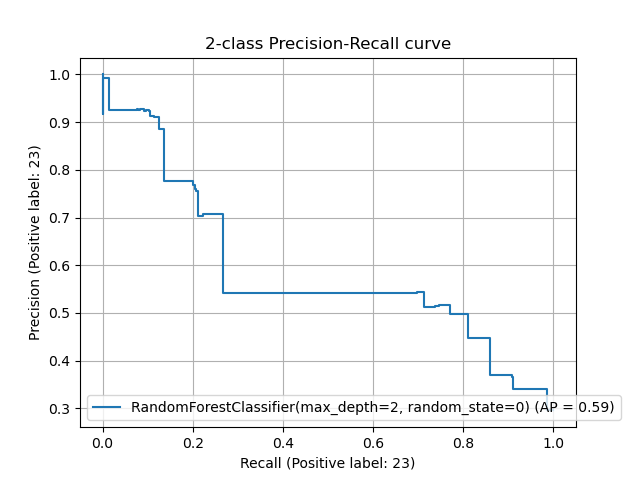 2-class Precision-Recall curve
1.0
0.9
0.8
0.7
0.6
0.5
0.4
0.3
Precision (Positive label: 23)
RandomForestClassifier(max_depth=2, random_state=0) (AP = 0.59)
0.0 0.2 0.4 0.6 0.8 1.0
Recall (Positive label: 23)